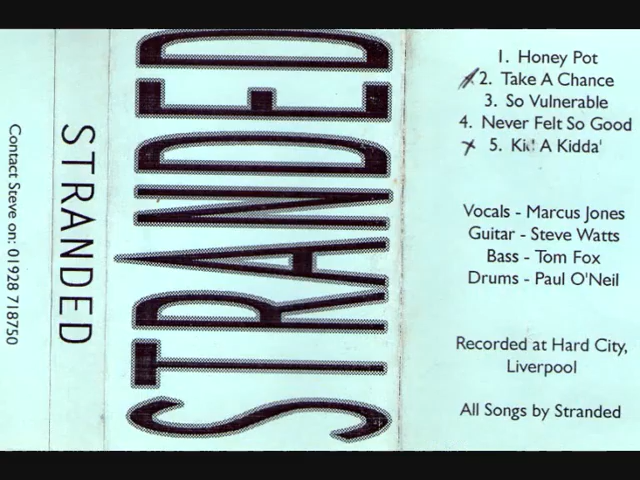 Contact Steve on: 01928 718750
STRANDED
STRANDED
1. Honey Pot
2. Take A Chance
3. So Vulnerable
4. Never Felt So Good
5. Kid A Kidda'
Vocals - Marcus Jones
Guitar - Steve Watts
Bass - Tom Fox
Drums - Paul O'Neil
Recorded at Hard City,
Liverpool
All Songs by Stranded